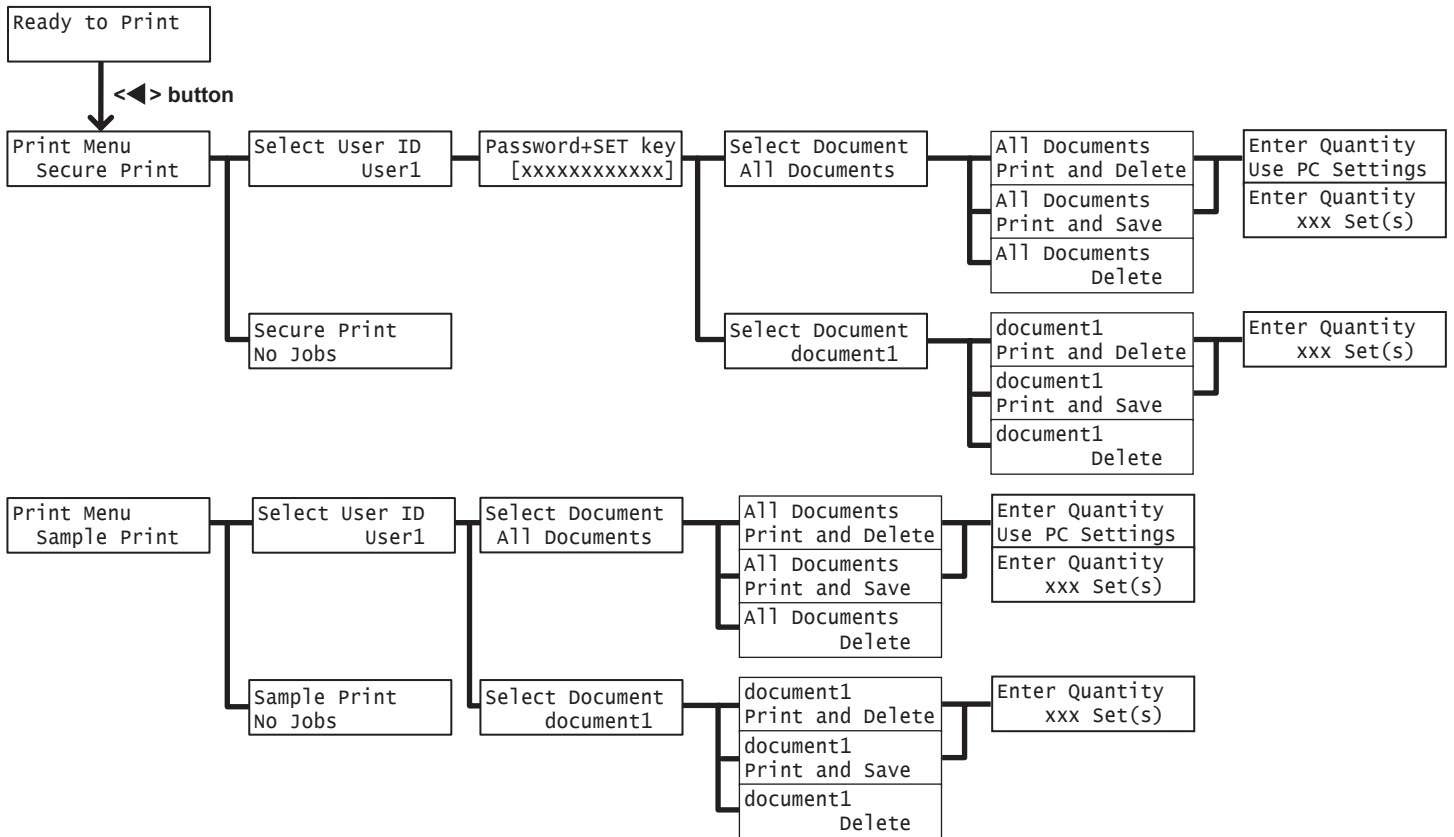 Ready to Print
<◀> button
Print Menu
Secure Print
Select User ID
User1
Password+SET key
[xxxxxxxxxxxx]
Select Document
All Documents
All Documents
Print and Delete
All Documents
Print and Save
All Documents
Delete
Enter Quantity
Use PC Settings
Enter Quantity
xxx Set(s)
Secure Print
No Jobs
Select Document
document1
document1
Print and Delete
document1
Print and Save
document1
Delete
Enter Quantity
xxx Set(s)
Print Menu
Sample Print
Select User ID
User1
Select Document
All Documents
All Documents
Print and Delete
All Documents
Print and Save
All Documents
Delete
Enter Quantity
Use PC Settings
Enter Quantity
xxx Set(s)
Sample Print
No Jobs
Select Document
document1
document1
Print and Delete
document1
Print and Save
document1
Delete
Enter Quantity
xxx Set(s)